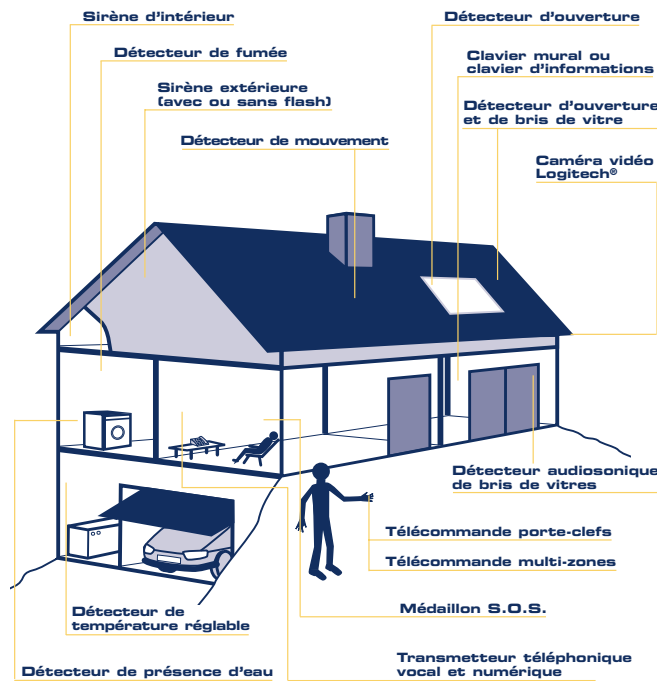 Sirène d'intérieur
Détecteur d'ouverture
Détecteur de fumée
Clavier mural ou
clavier d'informations
Sirène extérieure
(avec ou sans flash)
Détecteur d'ouverture
et de bris de vitre
Détecteur de mouvement
Caméra vidéo
Logitech®
Détecteur audiosonique
de bris de vitres
Télécommande porte-clefs
Télécommande multi-zones
Médaillon S.O.S.
Détecteur de
température réglable
Transmetteur téléphonique
vocal et numérique
Détecteur de présence d'eau